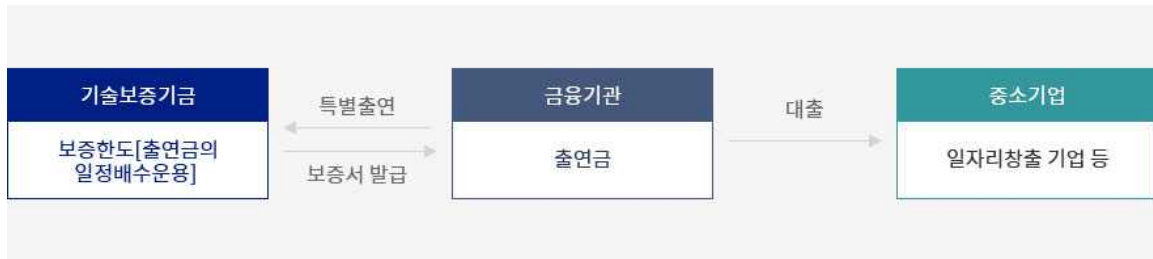 기술보증기금
보증한도[출연금의
일정배수운용]
특별출연
보증서 발급
금융기관
출연금
대출
중소기업
일자리창출 기업 등